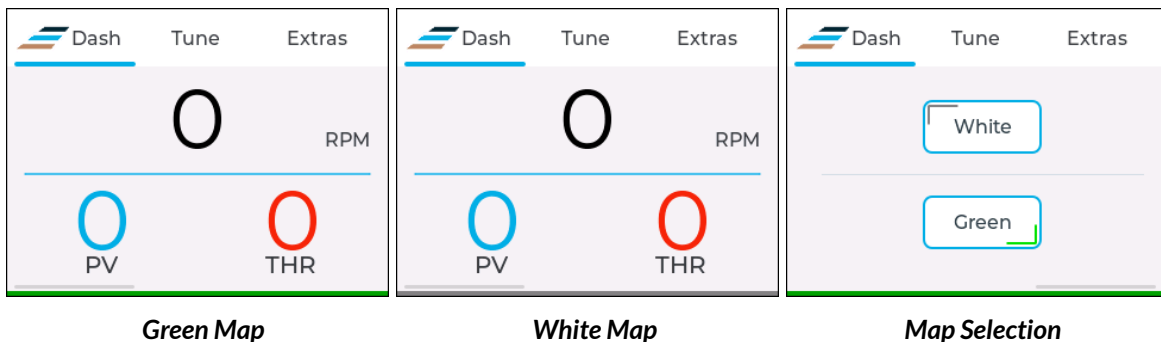 Dash Tune Extras
0
RPM
0 0
PV THR
Green Map
Dash Tune Extras
0
RPM
0 0
PV THR
White Map
Dash Tune Extras
White
Green
Map Selection